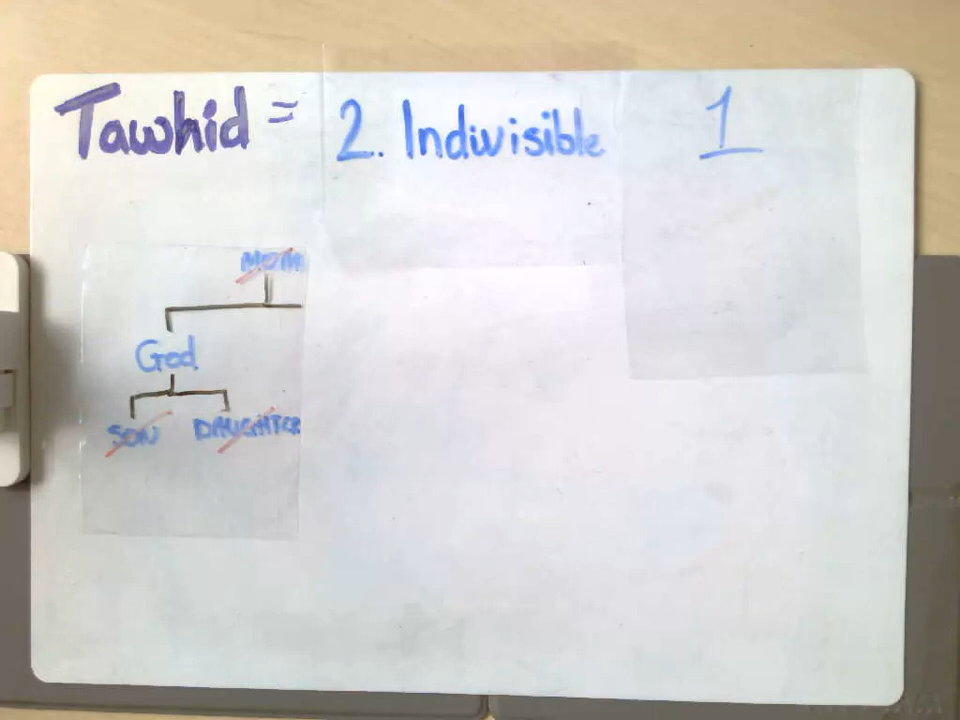 Tawhid = 2. Indivisible 1
MOM
God
SON DAUGHTER